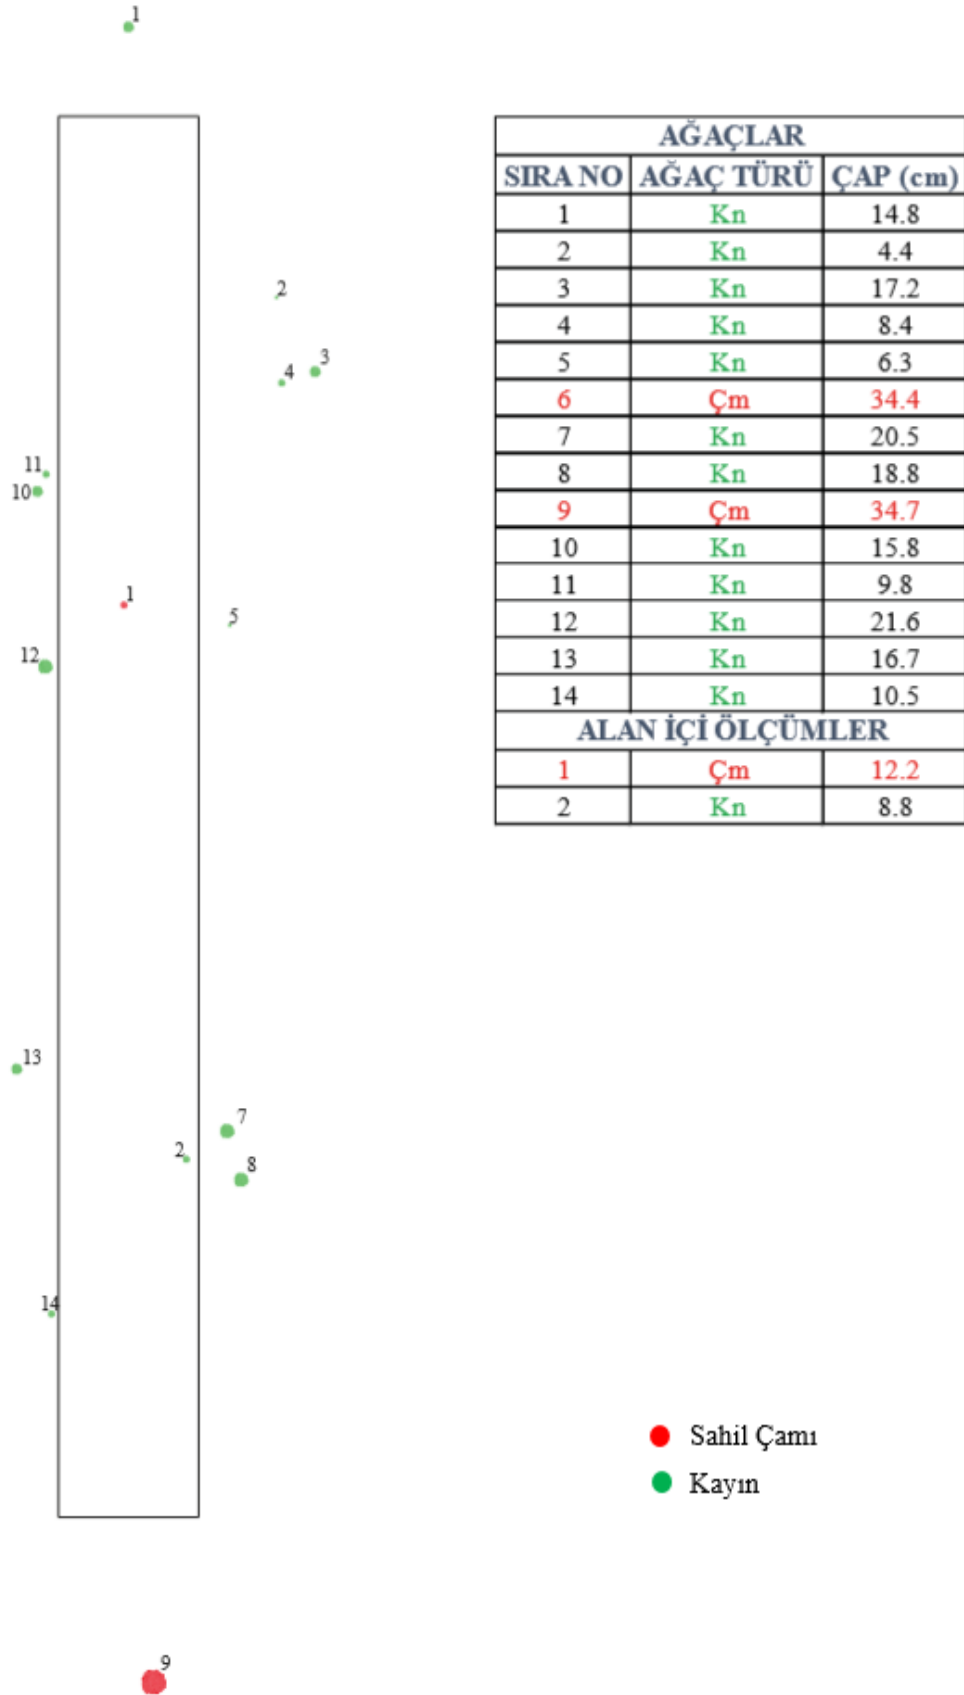 1
2
3
4
11
10
1
5
12
13
7
2
8
14
9
AĞAÇLAR
SIRA NO AĞAÇ TÜRÜ ÇAP (cm)
1 Kn 14.8
2 Kn 4.4
3 Kn 17.2
4 Kn 8.4
5 Kn 6.3
6 Çm 34.4
7 Kn 20.5
8 Kn 18.8
9 Çm 34.7
10 Kn 15.8
11 Kn 9.8
12 Kn 21.6
13 Kn 16.7
14 Kn 10.5
ALAN İÇİ ÖLÇÜMLER
1 Çm 12.2
2 Kn 8.8
Sahil Çamı
Kayın